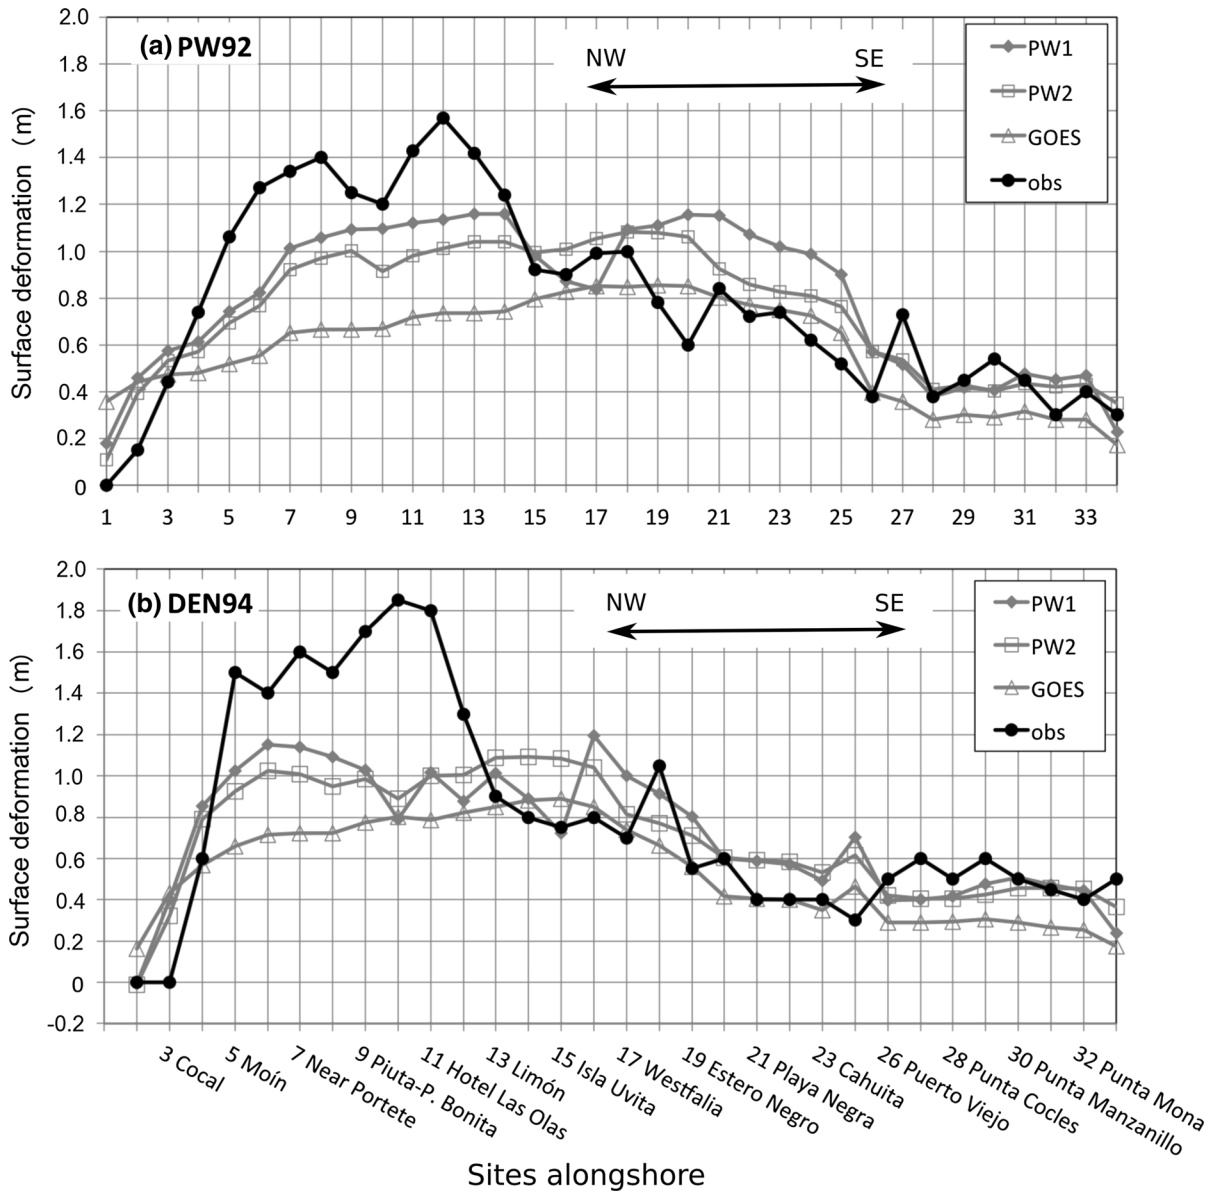 2.0
(a) PW92
1.8
NW
SE
PW1
PW2
GOES
obs
1.6
1.4
1.2
1.0
0.8
0.6
0.4
0.2
0
Surface deformation (m)
1 3 5 7 9 11 13 15 17 19 21 23 25 27 29 31 33
2.0
(b) DEN94
NW
SE
PW1
PW2
GOES
obs
1.8
1.6
1.4
1.2
1.0
0.8
0.6
0.4
0.2
0
-0.2
Surface deformation (m)
3 Cocal
5 Moín
7 Near Portete
9 Piuta-P. Bonita
11 Hotel Las Olas
13 Limón
15 Isla Uvita
17 Westfalia
19 Estero Negro
21 Playa Negra
23 Cahuita
26 Puerto Viejo
28 Punta Cocles
30 Punta Manzanillo
32 Punta Mona
Sites alongshore